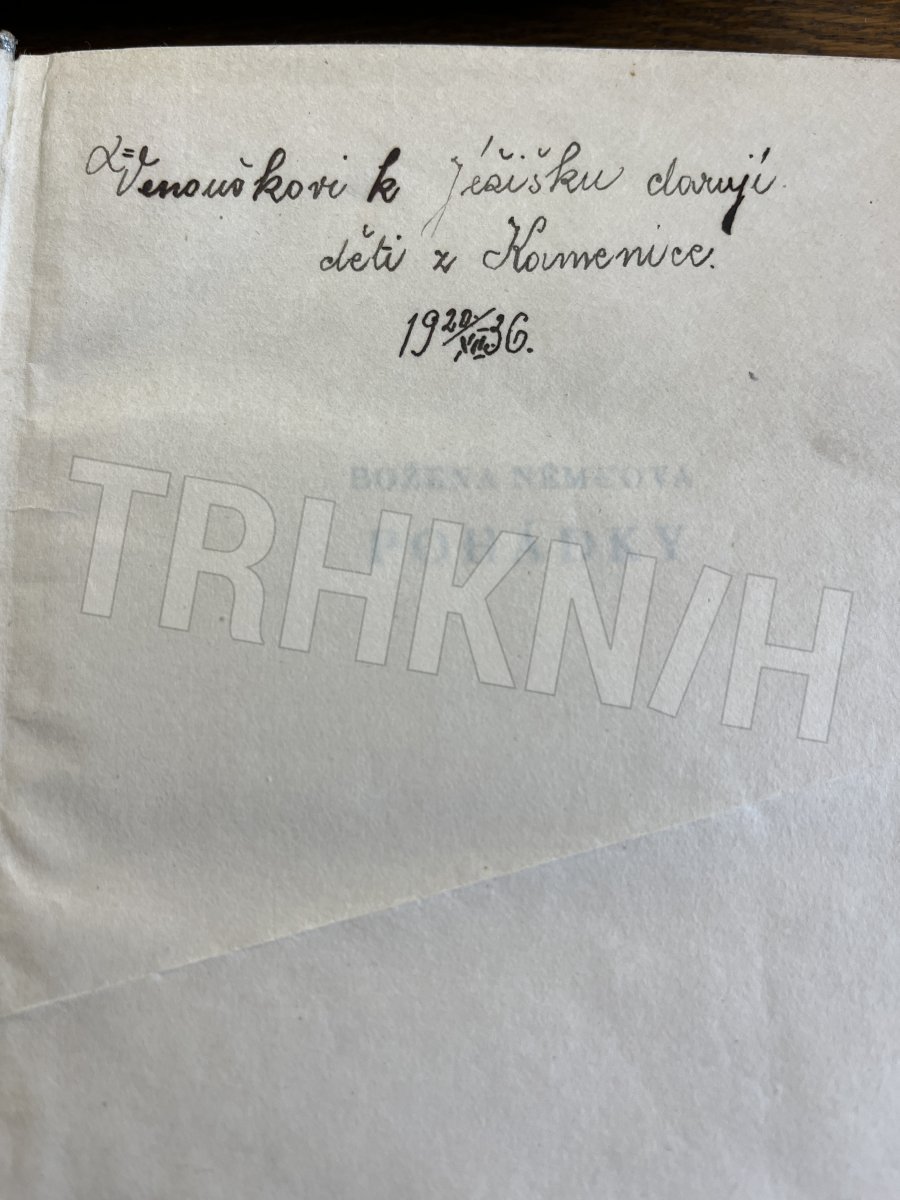 Venouškovi k Ježíšku darují
děti z Kamenice.
19 20/XII. 36.
BOŽENA NĚMCOVÁ
POHÁDKY
TRHKNIH